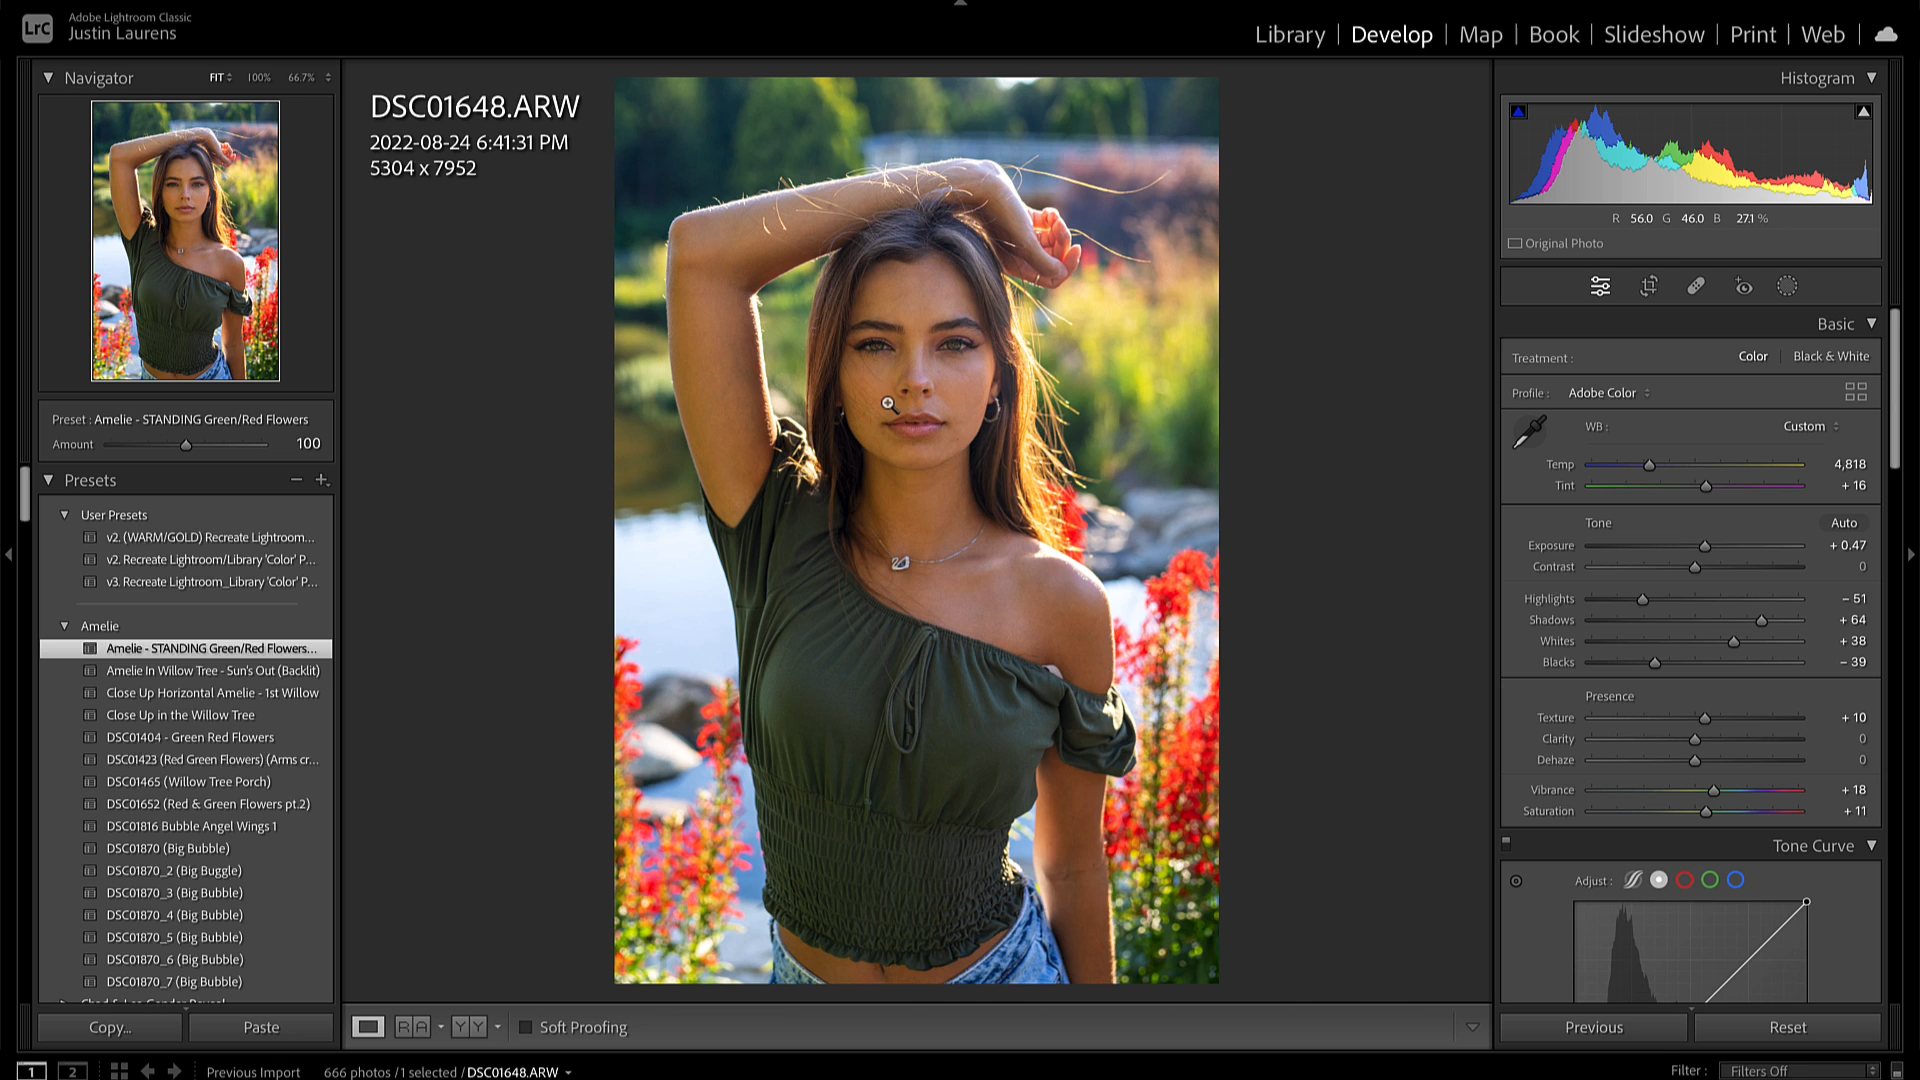 LrC
Adobe Lightroom Classic
Justin Laurens
Library | Develop | Map | Book | Slideshow | Print | Web
Navigator FIT 100% 66.7%
Preset : Amelie - STANDING Green/Red Flowers
Amount 100
Presets
User Presets
v2. (WARM/GOLD) Recreate Lightroom...
v2. Recreate Lightroom/Library 'Color' P...
v3. Recreate Lightroom_Library 'Color' P...
Amelie
Amelie - STANDING Green/Red Flowers...
Amelie In Willow Tree - Sun's Out (Backlit)
Close Up Horizontal Amelie - 1st Willow
Close Up in the Willow Tree
DSC01404 - Green Red Flowers
DSC01423 (Red Green Flowers) (Arms cr...
DSC01465 (Willow Tree Porch)
DSC01652 (Red & Green Flowers pt.2)
DSC01816 Bubble Angel Wings 1
DSC01870 (Big Bubble)
DSC01870_2 (Big Buggle)
DSC01870_3 (Big Bubble)
DSC01870_4 (Big Bubble)
DSC01870_5 (Big Bubble)
DSC01870_6 (Big Bubble)
DSC01870_7 (Big Bubble)
Copy... Paste
DSC01648.ARW
2022-08-24 6:41:31 PM
5304 x 7952
R A Y Y Soft Proofing
Histogram
R 56.0 G 46.0 B 27.1 %
Original Photo
Basic
Treatment : Color Black & White
Profile : Adobe Color
WB : Custom
Temp 4,818
Tint + 16
Tone Auto
Exposure + 0.47
Contrast 0
Highlights – 51
Shadows + 64
Whites + 38
Blacks – 39
Presence
Texture + 10
Clarity 0
Dehaze 0
Vibrance + 18
Saturation + 11
Tone Curve
Adjust :
Previous Reset
1 2 Previous Import 666 photos /1 selected /DSC01648.ARW
Filter : Filters Off